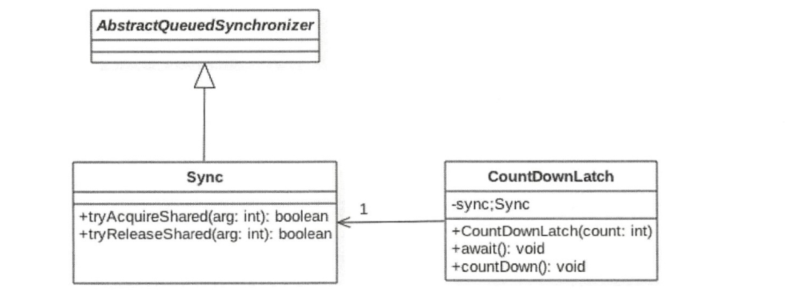 AbstractQueuedSynchronizer
Sync
+tryAcquireShared(arg: int): boolean
+tryReleaseShared(arg: int): boolean
1
CountDownLatch
-sync;Sync
+CountDownLatch(count: int)
+await(): void
+countDown(): void